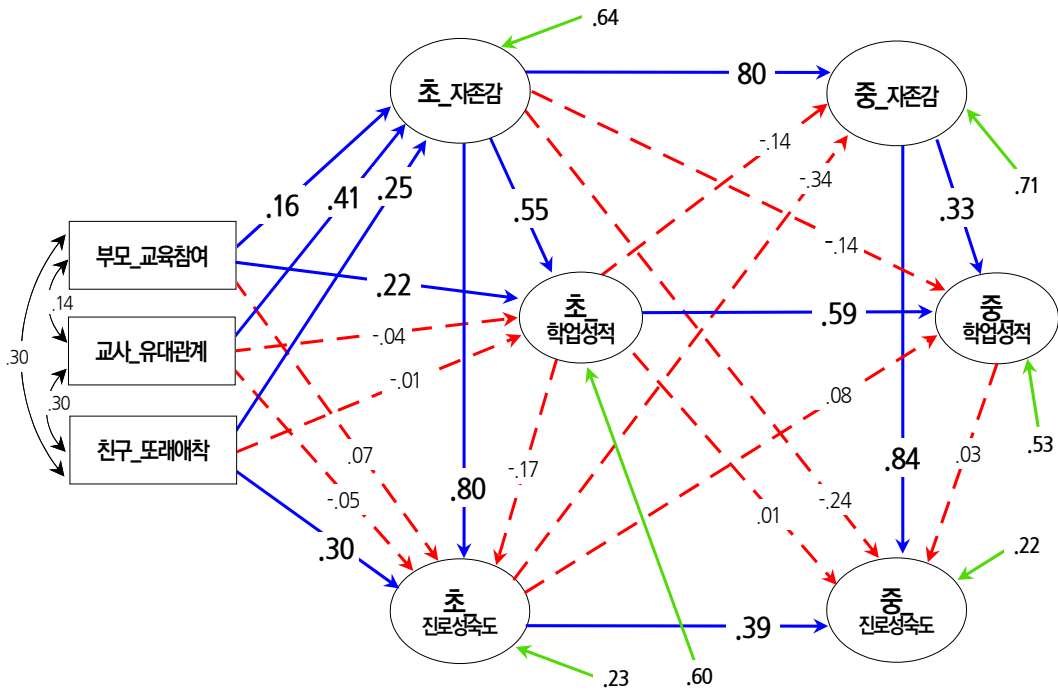 .64
초_자존감
80
중_자존감
-.14
-.34
.71
.16
.41
.25
.55
.33
부모_교육참여
-.14
.22
.14
-.04
초_
학업성적
.59
중_
학업성적
교사_유대관계
.30
-.01
.30
.08
.53
친구_또래애착
.07
-.17
.84
.03
-.05
.80
-.24
.01
.30
.22
초_
진로성숙도
.39
중_
진로성숙도
.23
.60